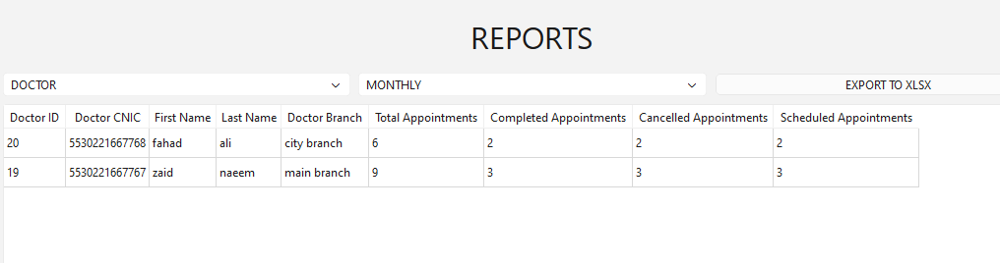 REPORTS
DOCTOR MONTHLY EXPORT TO XLSX
Doctor ID Doctor CNIC First Name Last Name Doctor Branch Total Appointments Completed Appointments Cancelled Appointments Scheduled Appointments
20 5530221667768 fahad ali city branch 6 2 2 2
19 5530221667767 zaid naeem main branch 9 3 3 3